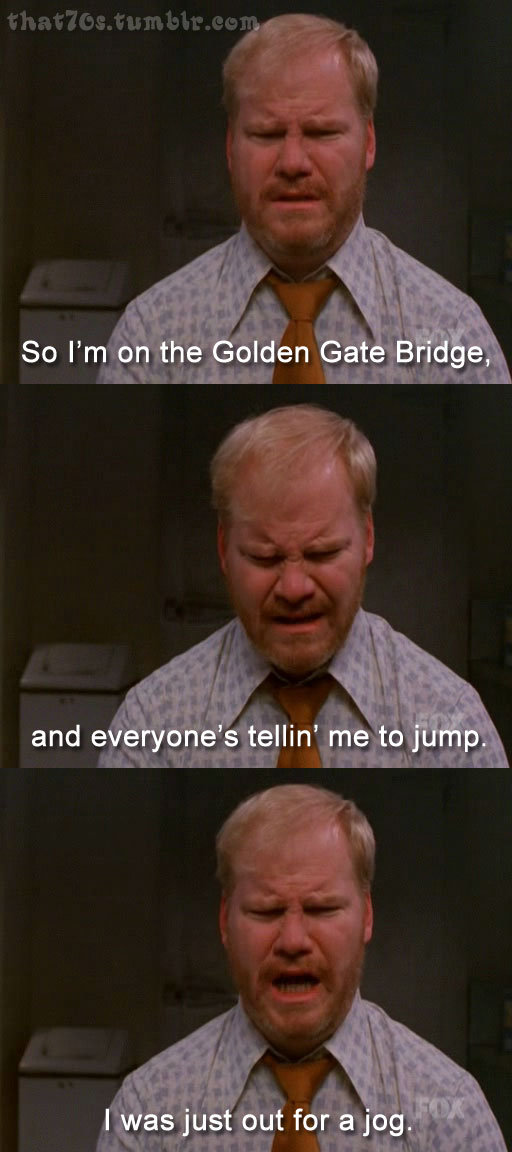 that70s.tumblr.com
So I'm on the Golden Gate Bridge,
FOX
and everyone's tellin' me to jump.
FOX
I was just out for a jog.
FOX